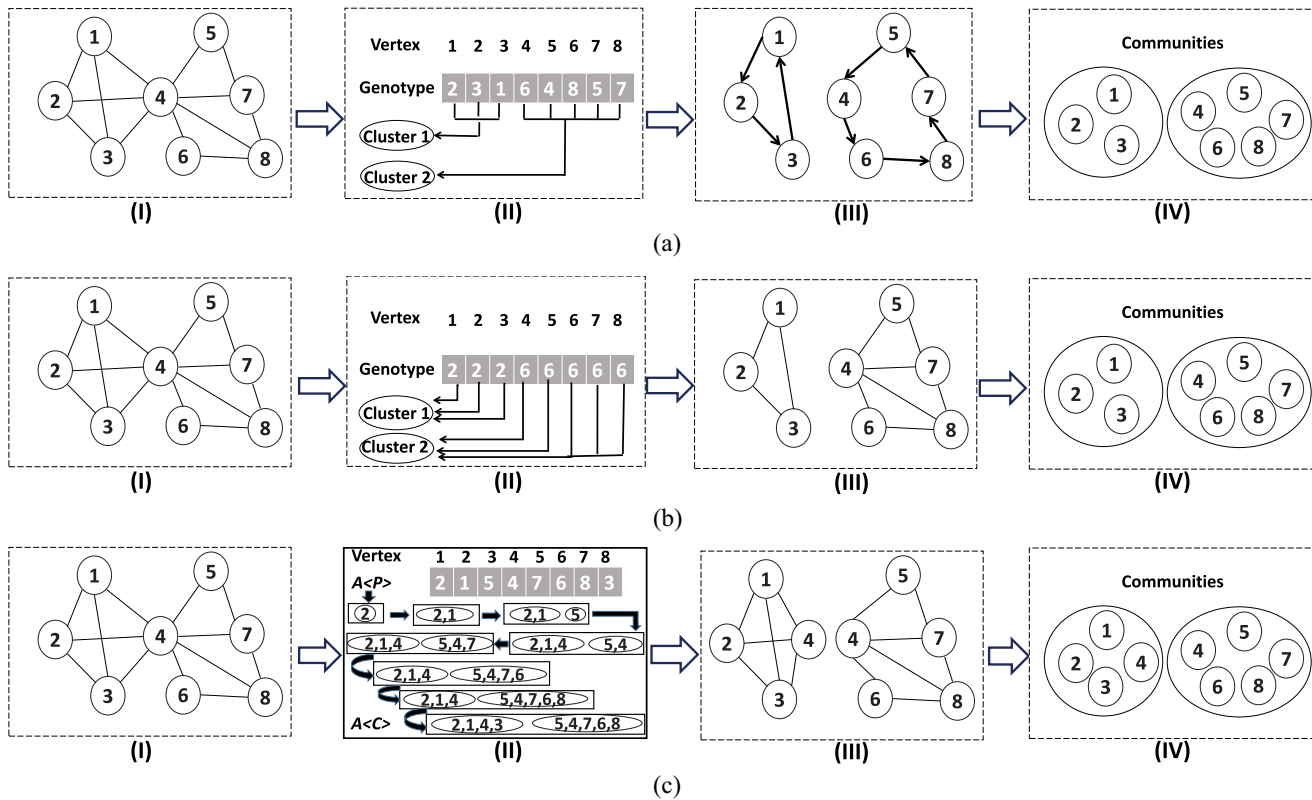 1 5
2 4 7
3 6 8
(I)
Vertex 1 2 3 4 5 6 7 8
Genotype 2 3 1 6 4 8 5 7
Cluster 1
Cluster 2
(II)
1 5
2 4 7
3 6 8
(III)
Communities
1 5
2 4 7
3 6 8
(IV)
(a)
1 5
2 4 7
3 6 8
(I)
Vertex 1 2 3 4 5 6 7 8
Genotype 2 2 2 6 6 6 6 6
Cluster 1
Cluster 2
(II)
1 5
2 4 7
3 6 8
(III)
Communities
1 5
2 4 7
3 6 8
(IV)
(b)
1 5
2 4 7
3 6 8
(I)
Vertex 1 2 3 4 5 6 7 8
A<P> 2 1 5 4 7 6 8 3
2 2,1 2,1 5
2,1,4 5,4,7 2,1,4 5,4
2,1,4 5,4,7,6
2,1,4 5,4,7,6,8
A<C> 2,1,4,3 5,4,7,6,8
(II)
1 5
2 4 4 7
3 6 8
(III)
Communities
1 5
2 4 4 7
3 6 8
(IV)
(c)